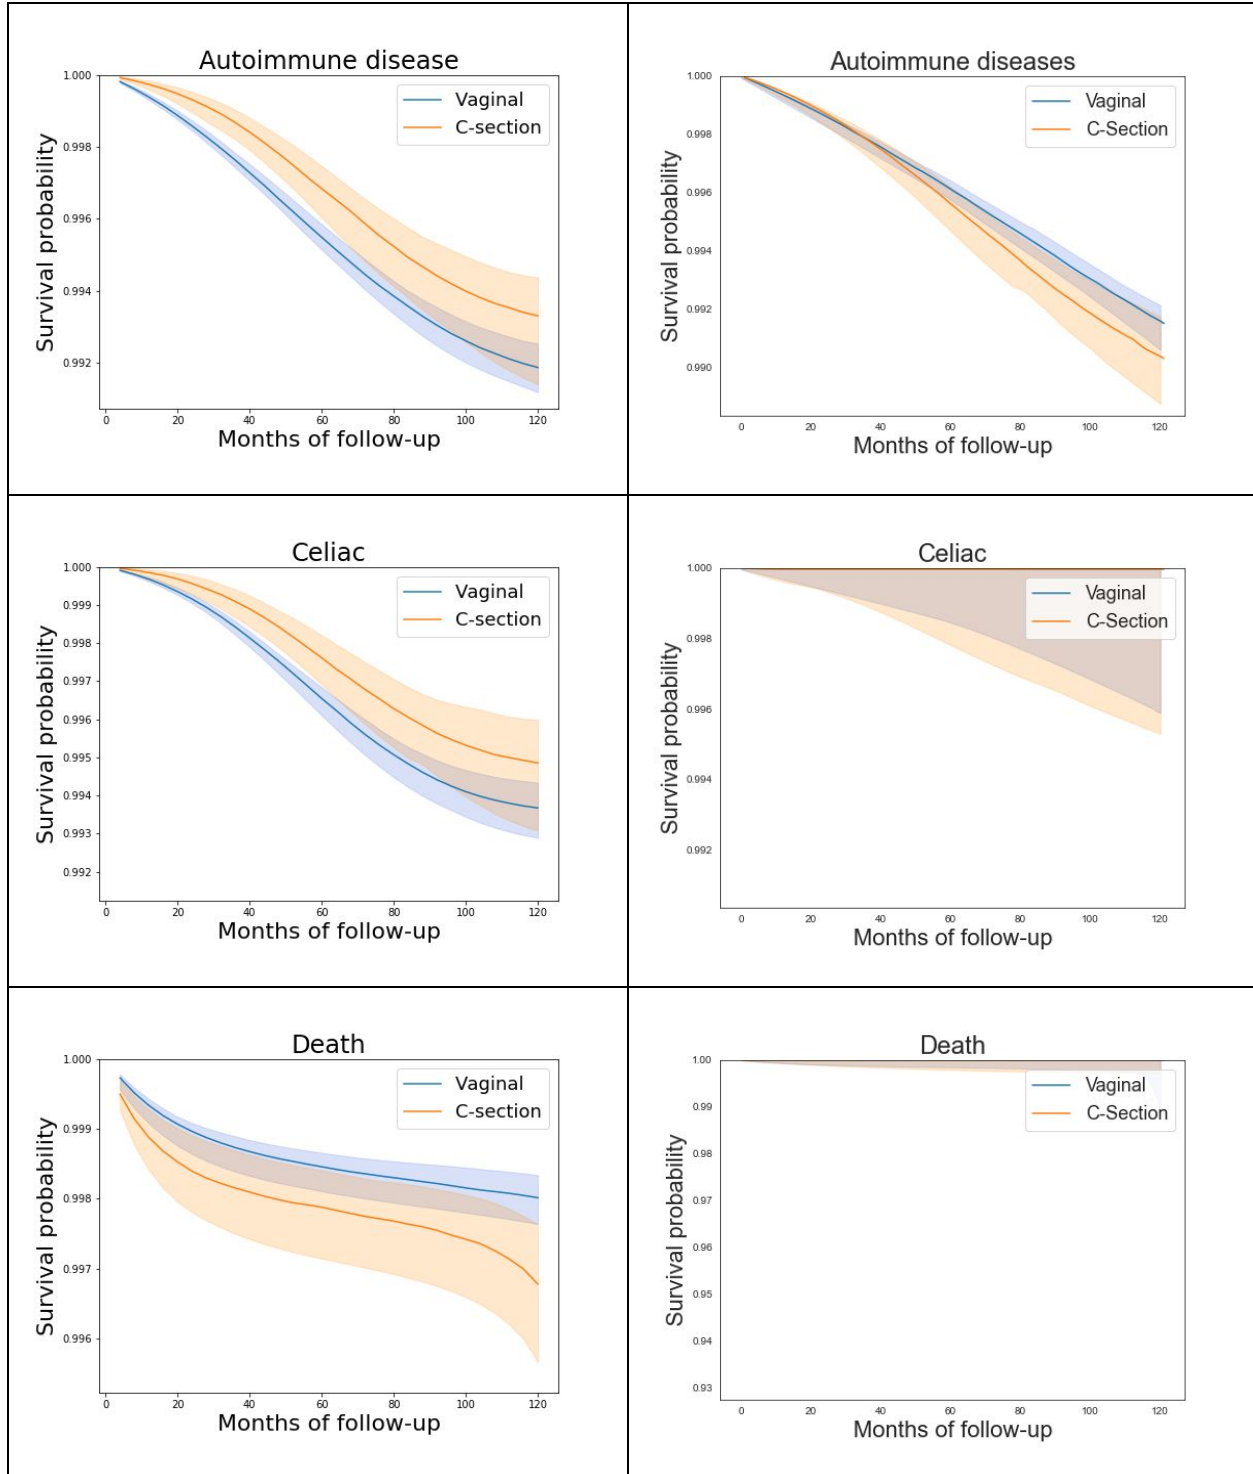 Autoimmune disease
1.000
0.998
0.996
0.994
0.992
Survival probability
Vaginal
C-section
0 20 40 60 80 100 120
Months of follow-up
Autoimmune diseases
1.000
0.998
0.996
0.994
0.992
0.990
Survival probability
Vaginal
C-Section
0 20 40 60 80 100 120
Months of follow-up
Celiac
1.000
0.999
0.998
0.997
0.996
0.995
0.994
0.993
0.992
Survival probability
Vaginal
C-section
0 20 40 60 80 100 120
Months of follow-up
Celiac
1.000
0.998
0.996
0.994
0.992
Survival probability
Vaginal
C-Section
0 20 40 60 80 100 120
Months of follow-up
Death
1.000
0.999
0.998
0.997
0.996
Survival probability
Vaginal
C-section
0 20 40 60 80 100 120
Months of follow-up
Death
1.00
0.99
0.98
0.97
0.96
0.95
0.94
0.93
Survival probability
Vaginal
C-Section
0 20 40 60 80 100 120
Months of follow-up